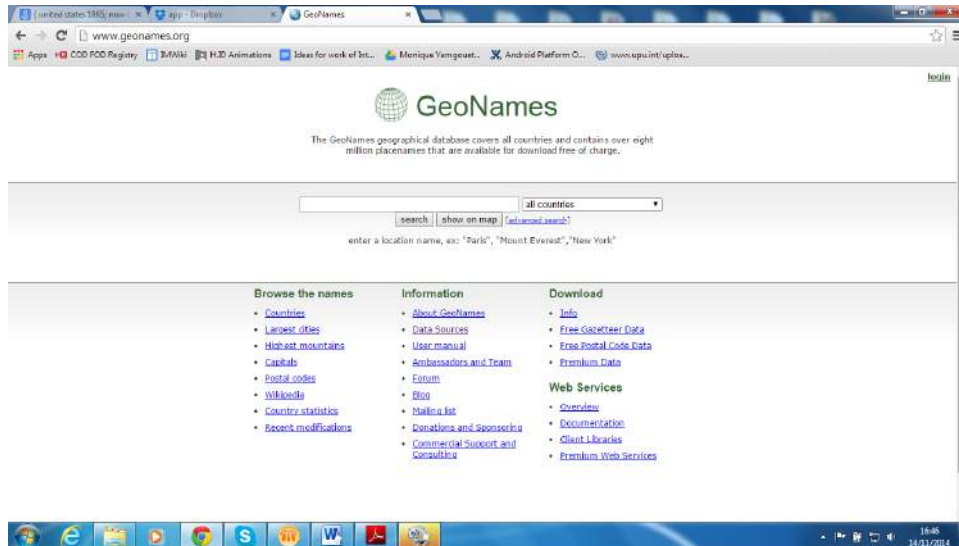 app - Dropbox
GeoNames
www.geonames.org
Apps
COD FOD Registry
IMWiki
H.ID Animations
Ideas for work of Int...
Monique Vamgeuet...
Android Platform O...
www.upu.int/uploa...
login
GeoNames
The GeoNames geographical database covers all countries and contains over eight
million placenames that are available for download free of charge.
all countries
search
show on map
[advanced search]
enter a location name, ex: "Paris", "Mount Everest","New York"
Browse the names
Countries
Largest cities
Highest mountains
Capitals
Postal codes
Wikipedia
Country statistics
Recent modifications
Information
About GeoNames
Data Sources
User manual
Ambassadors and Team
Forum
Blog
Mailing list
Donations and Sponsoring
Commercial Support and
Consulting
Download
Info
Free Gazetteer Data
Free Postal Code Data
Premium Data
Web Services
Overview
Documentation
Client Libraries
Premium Web Services
16:46
14/11/2014